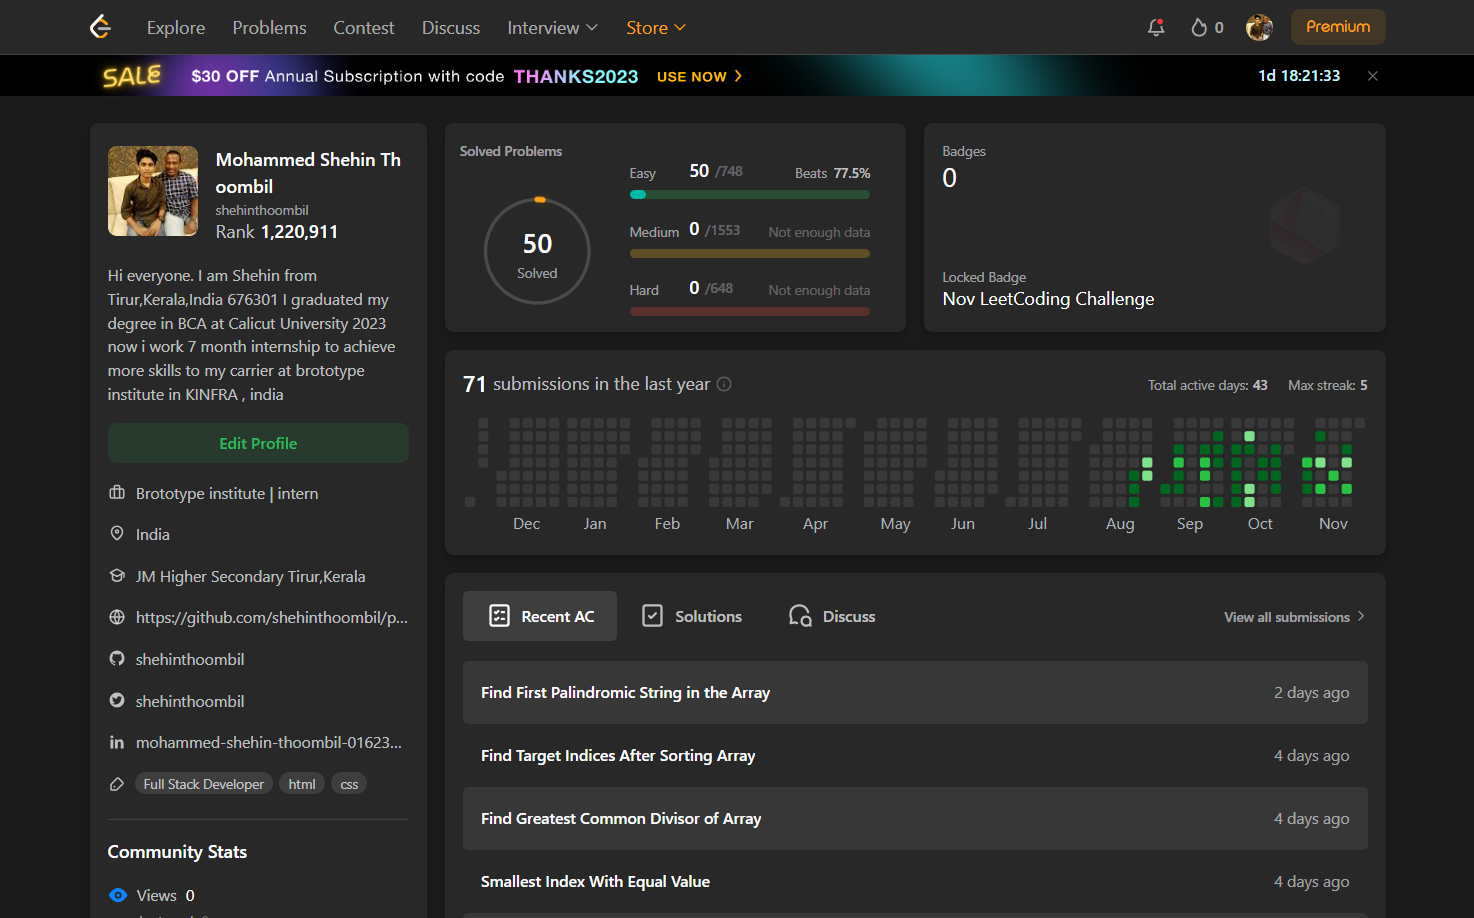 Explore Problems Contest Discuss Interview Store 0 Premium
SALE $30 OFF Annual Subscription with code THANKS2023 USE NOW 1d 18:21:33
Mohammed Shehin Th
oombil
shehinthoombil
Rank 1,220,911
Hi everyone. I am Shehin from
Tirur,Kerala,India 676301 I graduated my
degree in BCA at Calicut University 2023
now i work 7 month internship to achieve
more skills to my carrier at brototype
institute in KINFRA , india
Edit Profile
Brototype institute | intern
India
JM Higher Secondary Tirur,Kerala
https://github.com/shehinthoombil/p...
shehinthoombil
shehinthoombil
mohammed-shehin-thoombil-01623...
Full Stack Developer html css
Community Stats
Views 0
Solved Problems
50
Solved
Easy 50 /748 Beats 77.5%
Medium 0 /1553 Not enough data
Hard 0 /648 Not enough data
Badges
0
Locked Badge
Nov LeetCoding Challenge
71 submissions in the last year Total active days: 43 Max streak: 5
Dec Jan Feb Mar Apr May Jun Jul Aug Sep Oct Nov
Recent AC Solutions Discuss View all submissions
Find First Palindromic String in the Array 2 days ago
Find Target Indices After Sorting Array 4 days ago
Find Greatest Common Divisor of Array 4 days ago
Smallest Index With Equal Value 4 days ago